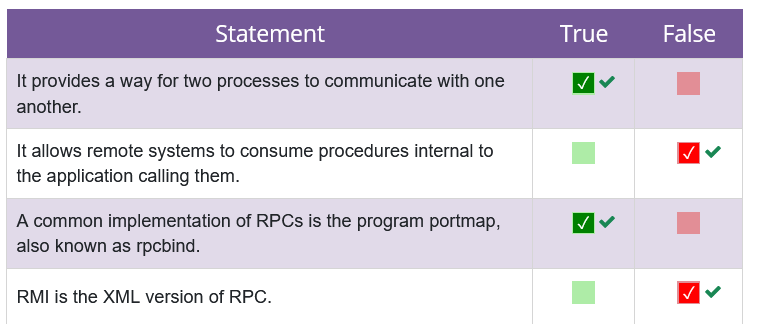 Statement True False
It provides a way for two processes to communicate with one
another.
It allows remote systems to consume procedures internal to
the application calling them.
A common implementation of RPCs is the program portmap,
also known as rpcbind.
RMI is the XML version of RPC.